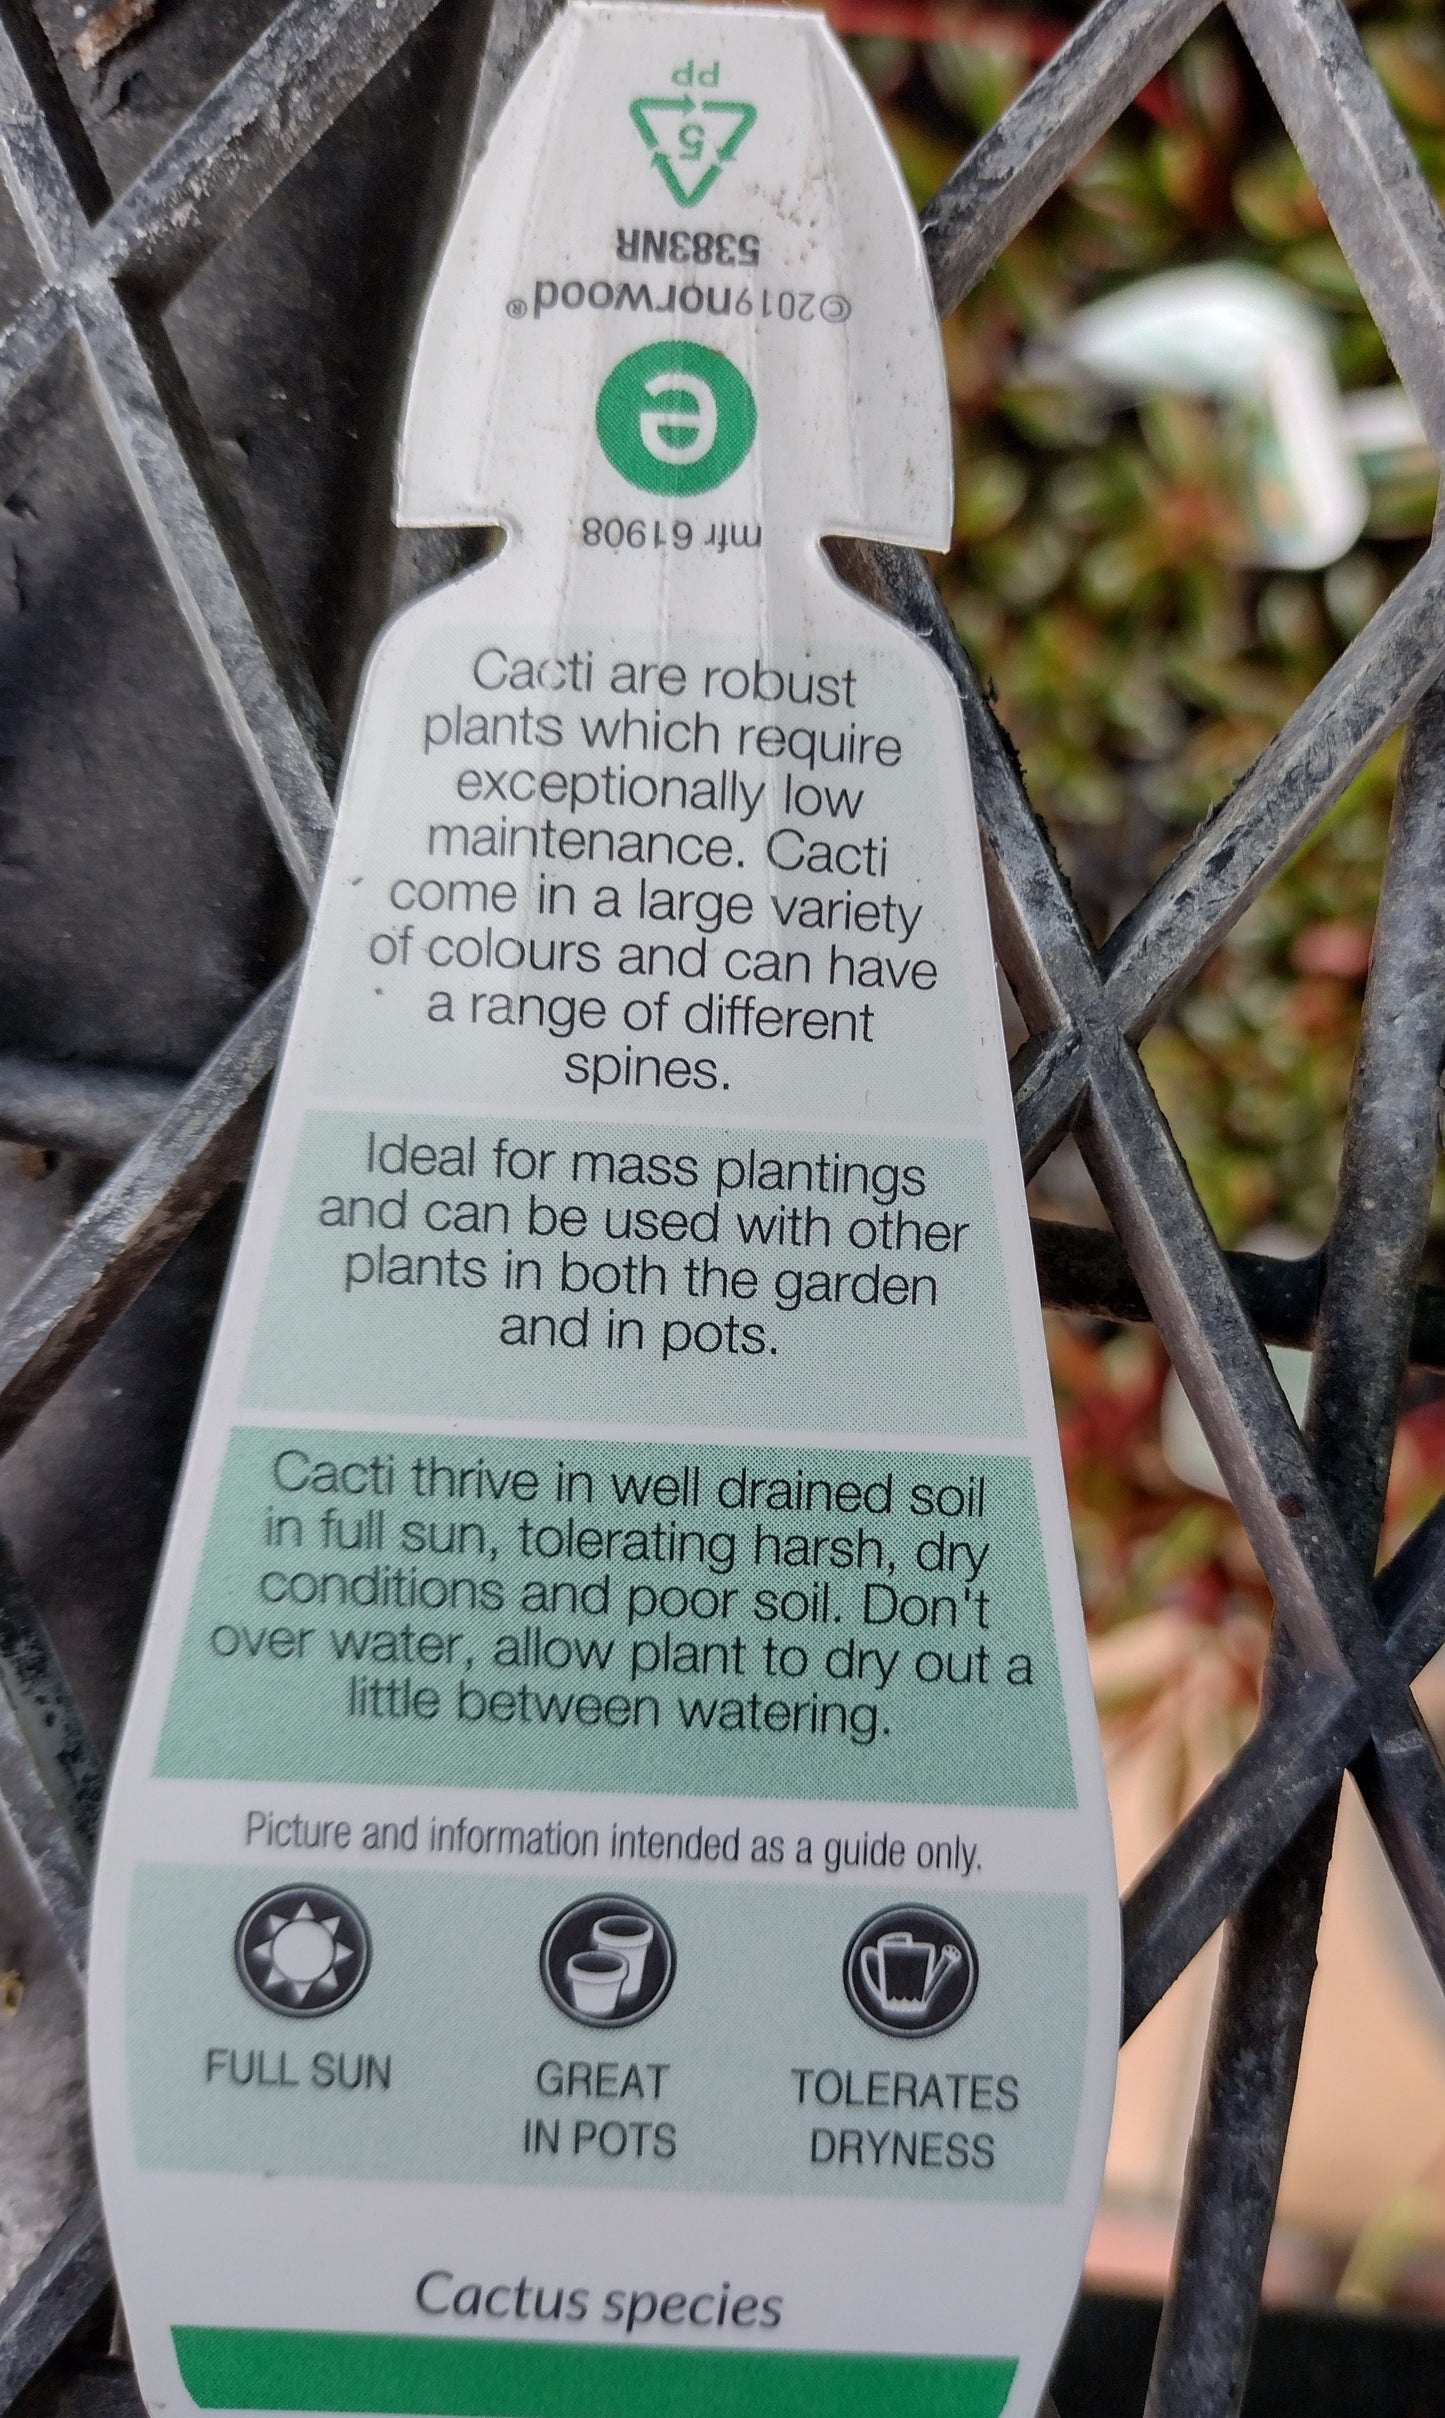 PP
5
5383NR
©2019norwood®
e
mfr 61908
Cacti are robust
plants which require
exceptionally low
maintenance. Cacti
come in a large variety
of colours and can have
a range of different
spines.
Ideal for mass plantings
and can be used with other
plants in both the garden
and in pots.
Cacti thrive in well drained soil
in full sun, tolerating harsh, dry
conditions and poor soil. Don't
over water, allow plant to dry out a
little between watering.
Picture and information intended as a guide only.
FULL SUN
GREAT
IN POTS
TOLERATES
DRYNESS
Cactus species